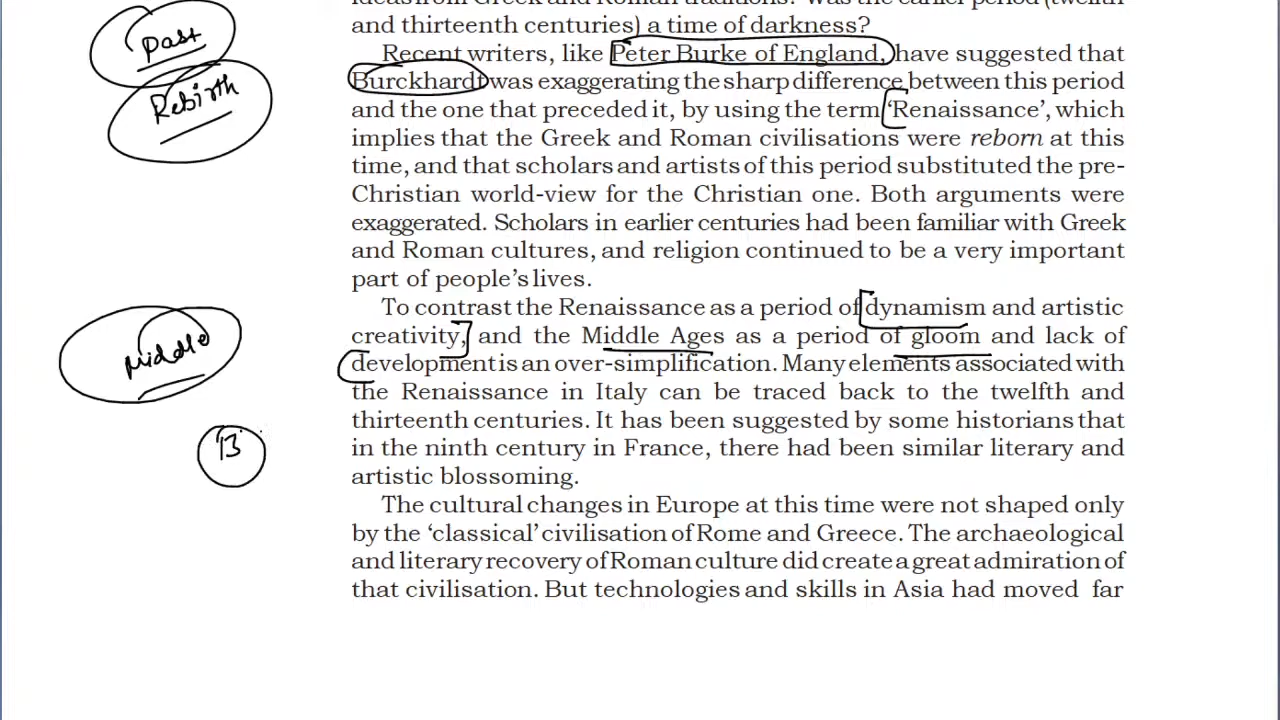 ideas from Greek and Roman traditions? Was the earlier period (twelfth
and thirteenth centuries) a time of darkness?
Past
Recent writers, like Peter Burke of England, have suggested that
Burckhardt was exaggerating the sharp difference between this period
Rebirth
and the one that preceded it, by using the term 'Renaissance', which
implies that the Greek and Roman civilisations were reborn at this
time, and that scholars and artists of this period substituted the pre-
Christian world-view for the Christian one. Both arguments were
exaggerated. Scholars in earlier centuries had been familiar with Greek
and Roman cultures, and religion continued to be a very important
part of people's lives.
To contrast the Renaissance as a period of dynamism and artistic
creativity, and the Middle Ages as a period of gloom and lack of
Middle
development is an over-simplification. Many elements associated with
the Renaissance in Italy can be traced back to the twelfth and
thirteenth centuries. It has been suggested by some historians that
13
in the ninth century in France, there had been similar literary and
artistic blossoming.
The cultural changes in Europe at this time were not shaped only
by the 'classical' civilisation of Rome and Greece. The archaeological
and literary recovery of Roman culture did create a great admiration of
that civilisation. But technologies and skills in Asia had moved far